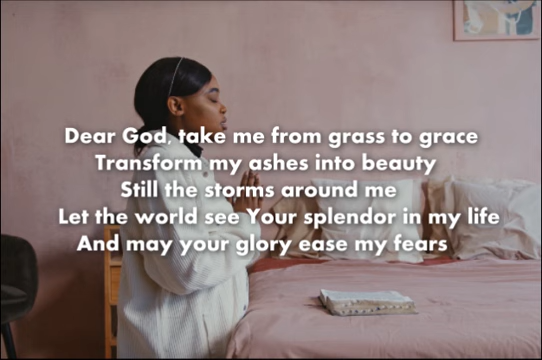 Dear God, take me from grass to grace
Transform my ashes into beauty
Still the storms around me
Let the world see Your splendor in my life
And may your glory ease my fears